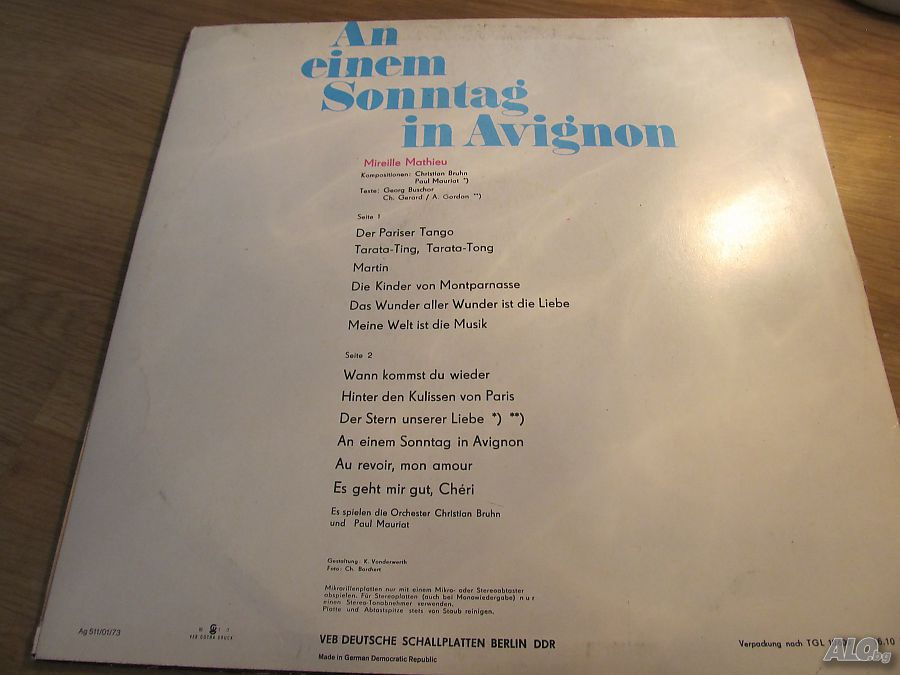 An
einem
Sonntag
in Avignon
Mireille Mathieu
Kompositionen: Christian Bruhn
Paul Mauriat *)
Texte: Georg Buschor
Ch. Gerard / A. Gordon **)
Seite 1
Der Pariser Tango
Tarata-Ting, Tarata-Tong
Martin
Die Kinder von Montparnasse
Das Wunder aller Wunder ist die Liebe
Meine Welt ist die Musik
Seite 2
Wann kommst du wieder
Hinter den Kulissen von Paris
Der Stern unserer Liebe *) **)
An einem Sonntag in Avignon
Au revoir, mon amour
Es geht mir gut, Chéri
Es spielen die Orchester Christian Bruhn
und Paul Mauriat
Gestaltung: K. Vonderwerth
Foto: Ch. Borchert
Mikrorillenplatten nur mit einem Mikro- oder Stereoabtaster
abspielen. Für Stereoplatten (auch bei Monowiedergabe) nur
einen Stereo-Tonabnehmer verwenden.
Platte und Abtastspitze stets von Staub reinigen.
Ag 511/01/73
VEB GOTHA-DRUCK
VEB DEUTSCHE SCHALLPLATTEN BERLIN DDR
Made in German Democratic Republic
Verpackung nach TGL
ALO.bg